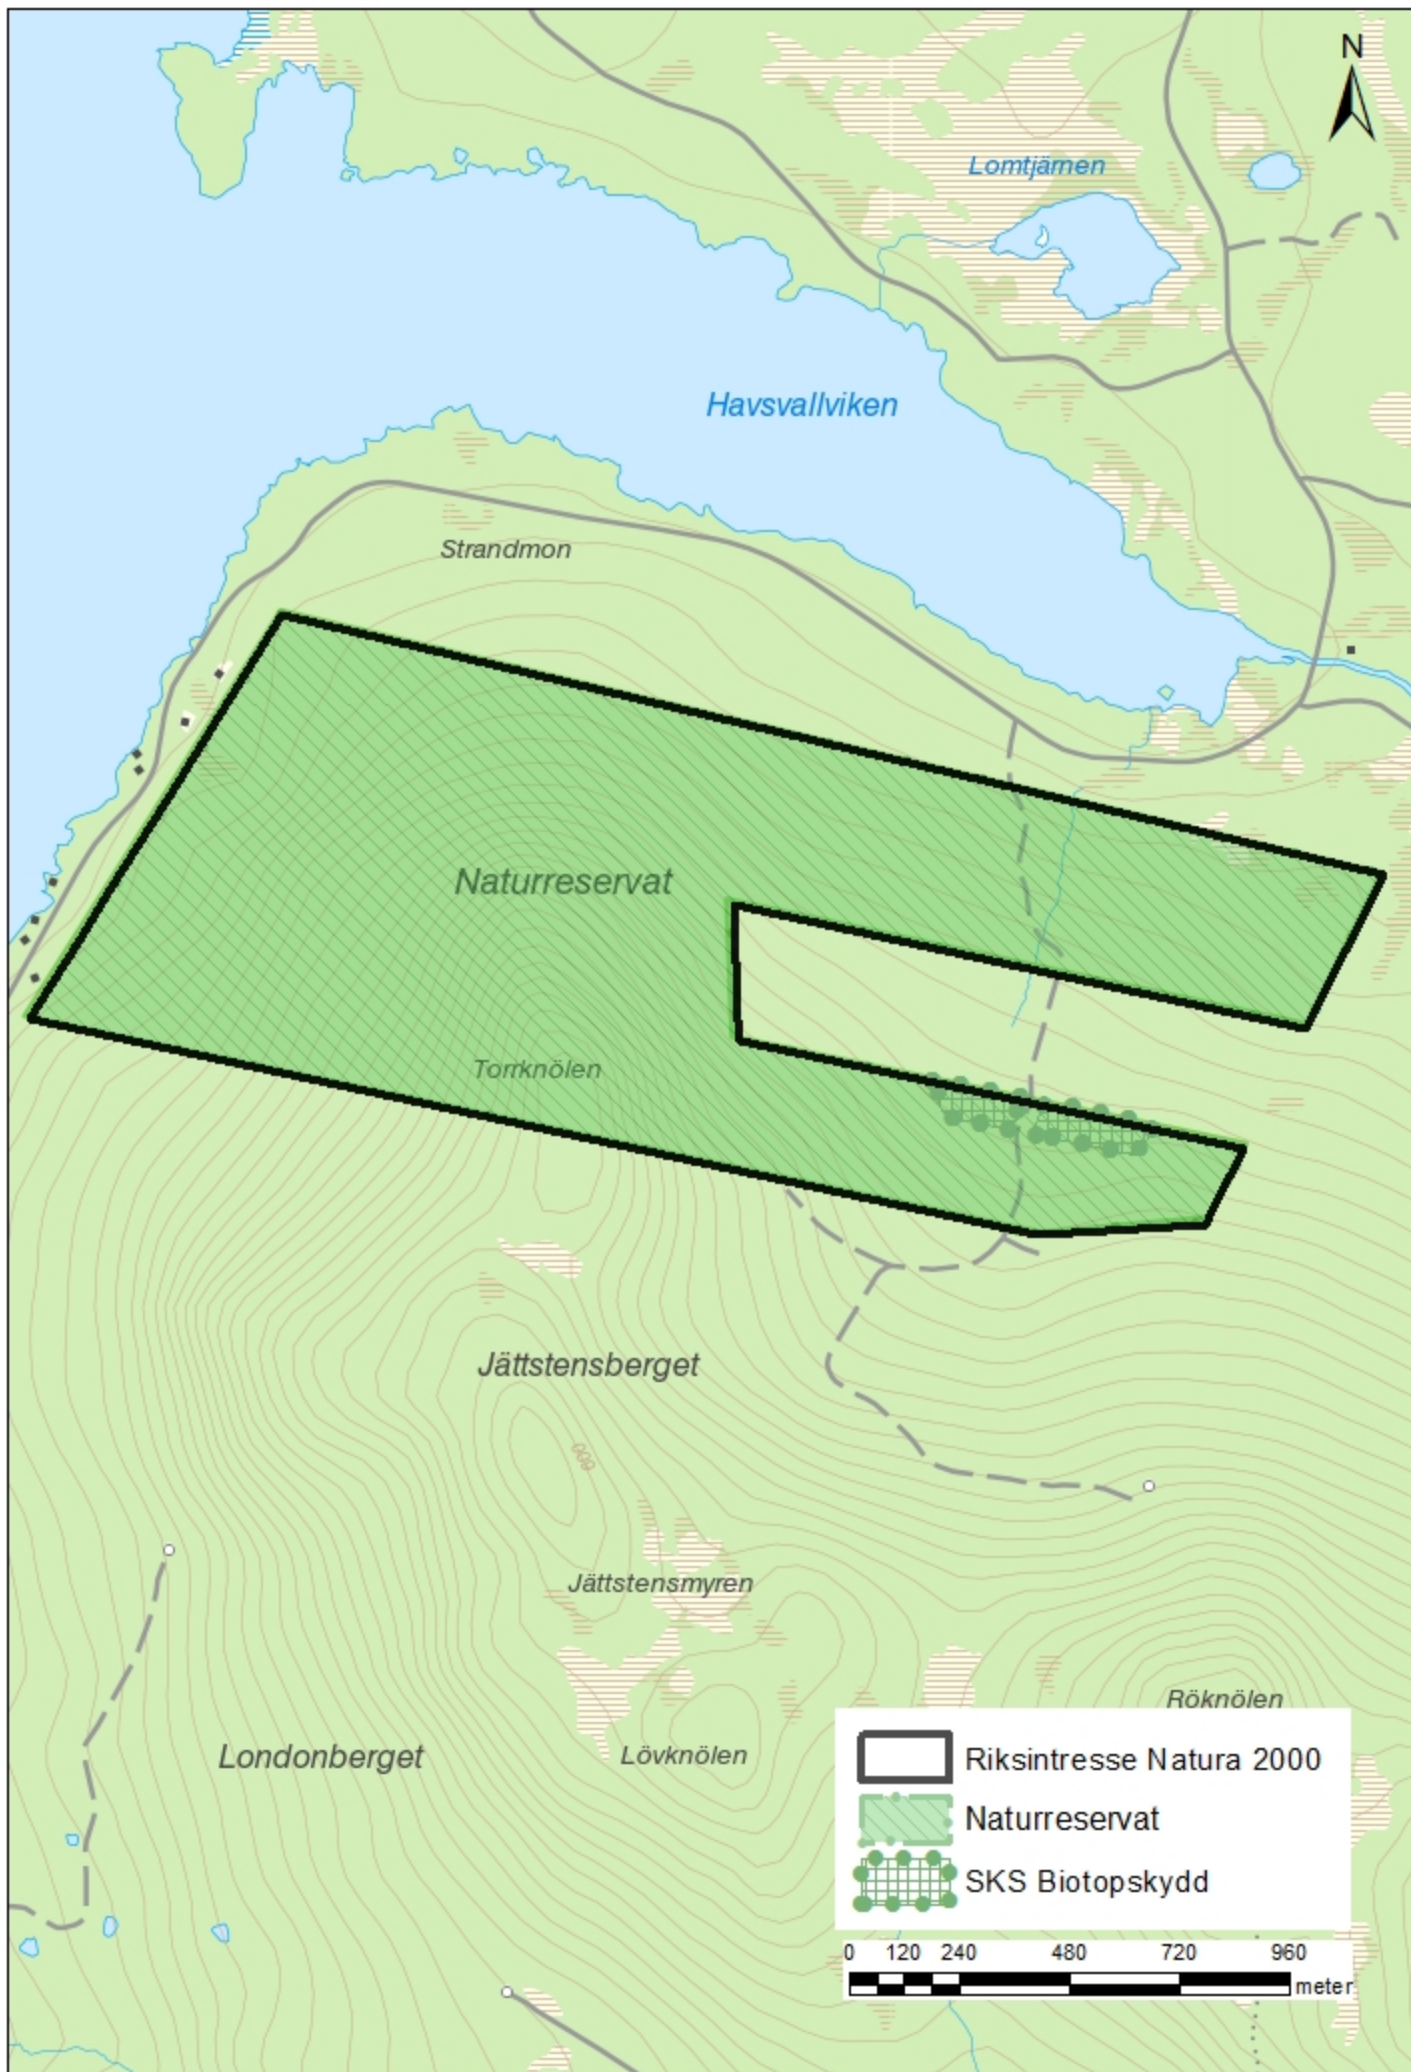 N
Lomtjärnen
Havsvallviken
Strandmon
Naturreservat
Torrknölen
Jättstensberget
600
Jättstensmyren
Röknölen
Lövknölen
Londonberget
Riksintresse Natura 2000
Naturreservat
SKS Biotopskydd
0 120 240 480 720 960
meter